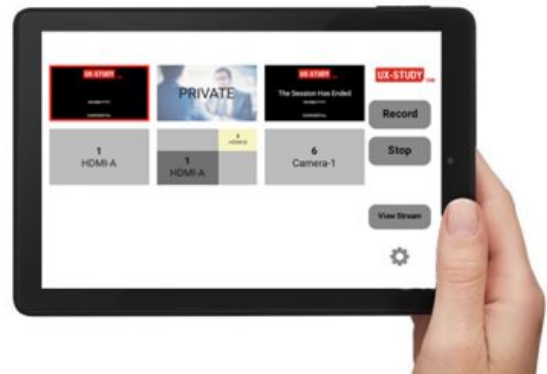 UX-STUDY
PRIVATE
UX-STUDY
The Session Has Ended
UX-STUDY
Record
1
HDMI-A
1
HDMI-A
6
Camera-1
Stop
View Stream